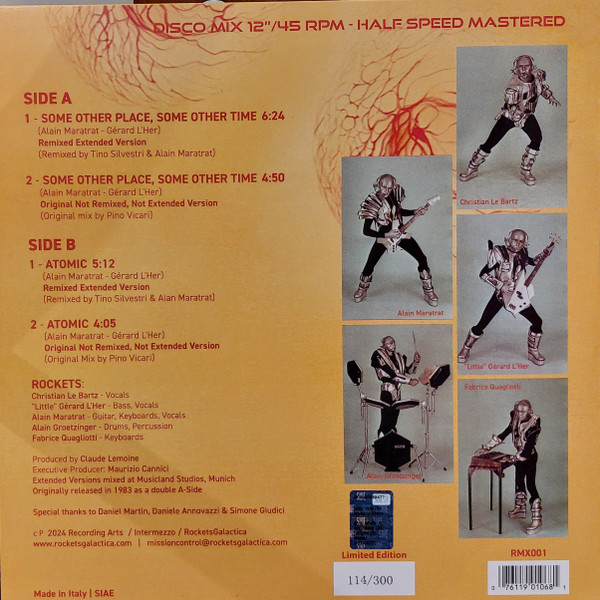 DISCO MIX 12"/45 RPM - HALF SPEED MASTERED
SIDE A
1 - SOME OTHER PLACE, SOME OTHER TIME 6:24
(Alain Maratrat - Gérard L'Her)
Remixed Extended Version
(Remixed by Tino Silvestri & Alain Maratrat)
2 - SOME OTHER PLACE, SOME OTHER TIME 4:50
(Alain Maratrat - Gérard L'Her)
Original Not Remixed, Not Extended Version
(Original mix by Pino Vicari)
SIDE B
1 - ATOMIC 5:12
(Alain Maratrat - Gérard L'Her)
Remixed Extended Version
(Remixed by Tino Silvestri & Alan Maratrat)
2 - ATOMIC 4:05
(Alain Maratrat - Gérard L'Her)
Original Not Remixed, Not Extended Version
(Original Mix by Pino Vicari)
ROCKETS:
Christian Le Bartz - Vocals
"Little" Gérard L'Her - Bass, Vocals
Alain Maratrat - Guitar, Keyboards, Vocals
Alain Groetzinger - Drums, Percussion
Fabrice Quagliotti - Keyboards
Produced by Claude Lemoine
Executive Producer: Maurizio Cannici
Extended Versions mixed at Musicland Studios, Munich
Originally released in 1983 as a double A-Side
Special thanks to Daniel Martin, Daniele Annovazzi & Simone Giudici
c P 2024 Recording Arts / Intermezzo / RocketsGalactica
www.rocketsgalactica.com | missioncontrol@rocketsgalactica.com
Made in Italy | SIAE
Christian Le Bartz
Alain Maratrat
"Little" Gérard L'Her
Alain Groetzinger
Fabrice Quagliotti
Limited Edition
114/300
RMX001
0 76119 01068 1